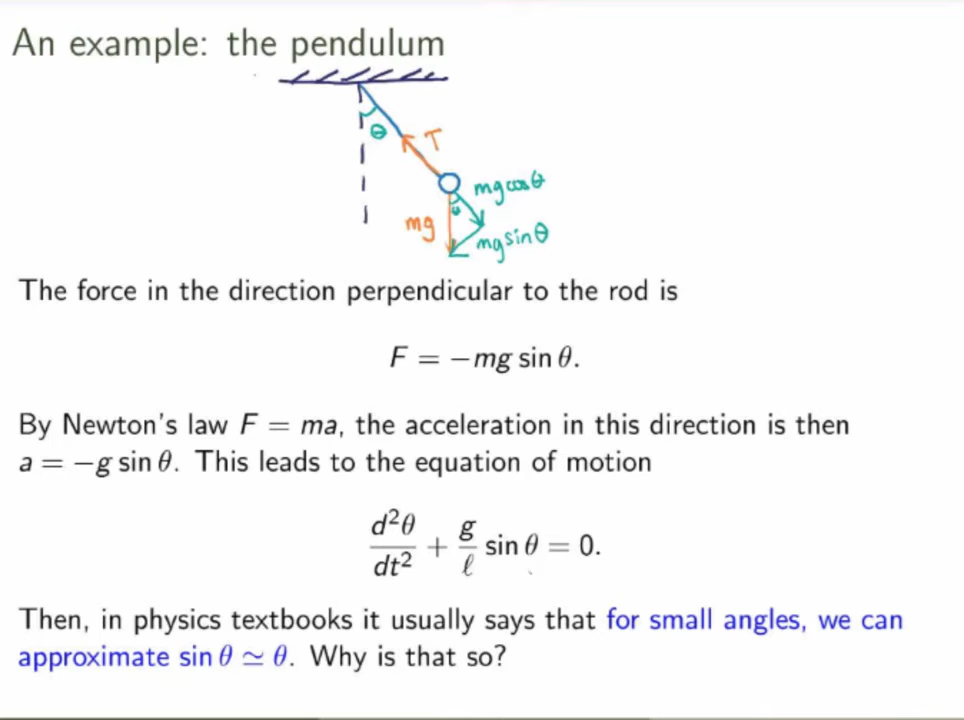 An example: the pendulum
θ
T
mg cos θ
θ
mg
mg sin θ
The force in the direction perpendicular to the rod is
F = −mg sin θ.
By Newton's law F = ma, the acceleration in this direction is then
a = −g sin θ. This leads to the equation of motion
d²θ/dt² + g/ℓ sin θ = 0.
Then, in physics textbooks it usually says that for small angles, we can
approximate sin θ ≃ θ. Why is that so?